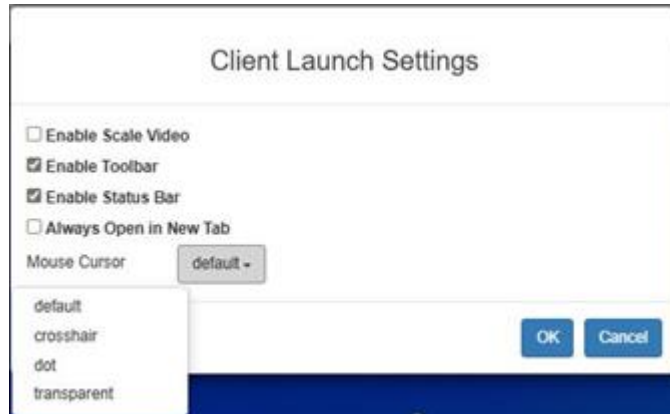 Client Launch Settings
Enable Scale Video
Enable Toolbar
Enable Status Bar
Always Open in New Tab
Mouse Cursor default
default
crosshair
dot
transparent
OK Cancel